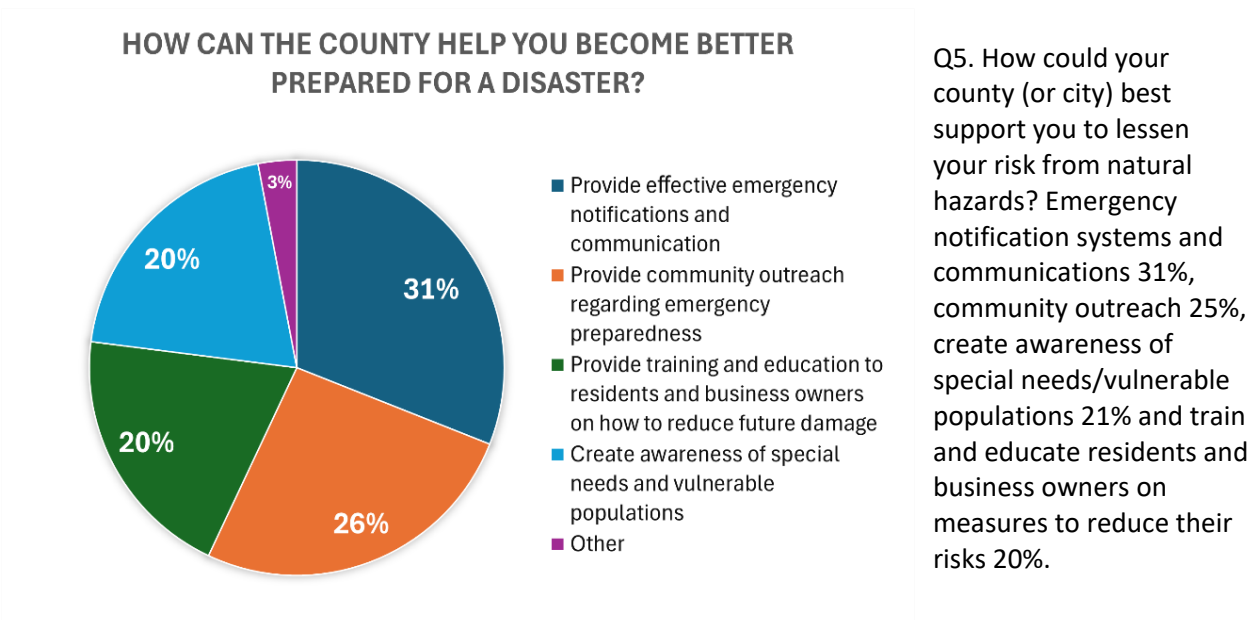 HOW CAN THE COUNTY HELP YOU BECOME BETTER
PREPARED FOR A DISASTER?
3%
31%
20%
20%
26%
Provide effective emergency
notifications and
communication
Provide community outreach
regarding emergency
preparedness
Provide training and education to
residents and business owners
on how to reduce future damage
Create awareness of special
needs and vulnerable
populations
Other
Q5. How could your
county (or city) best
support you to lessen
your risk from natural
hazards? Emergency
notification systems and
communications 31%,
community outreach 25%,
create awareness of
special needs/vulnerable
populations 21% and train
and educate residents and
business owners on
measures to reduce their
risks 20%.